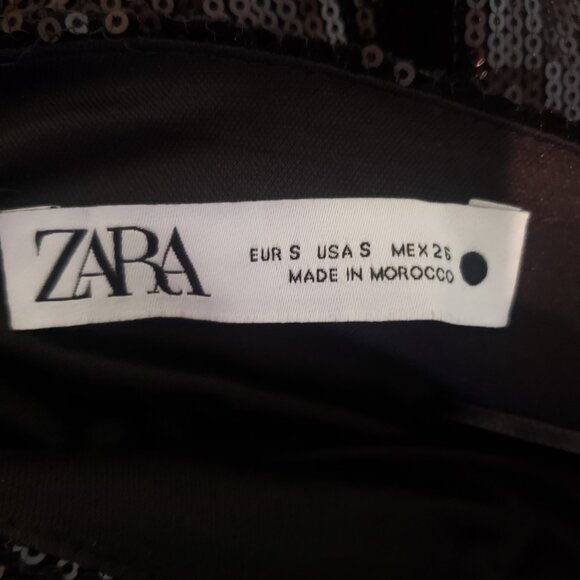 ZARA
EUR S USA S MEX 26
MADE IN MOROCCO